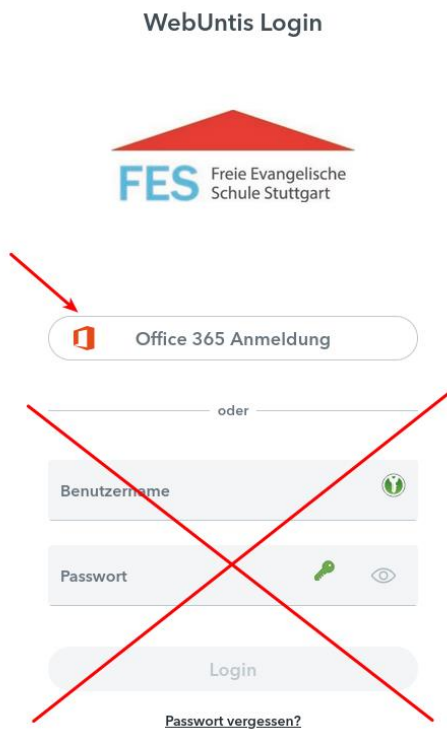 WebUntis Login
FES Freie Evangelische
Schule Stuttgart
Office 365 Anmeldung
oder
Benutzername
Passwort
Login
Passwort vergessen?